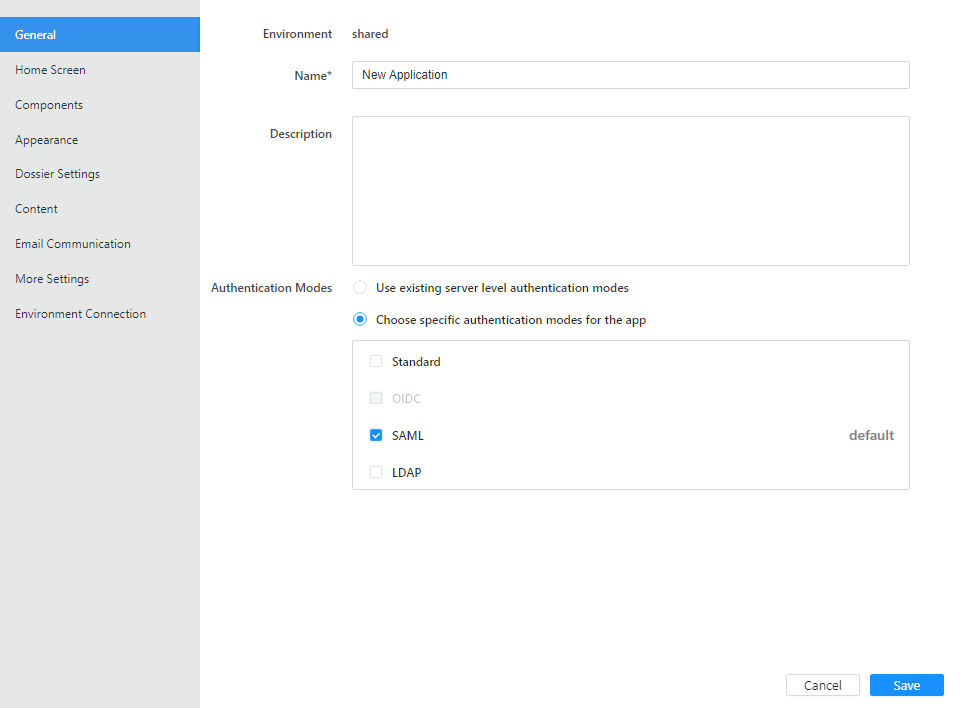 General
Home Screen
Components
Appearance
Dossier Settings
Content
Email Communication
More Settings
Environment Connection
Environment shared
Name* New Application
Description
Authentication Modes Use existing server level authentication modes
Choose specific authentication modes for the app
Standard
OIDC
SAML default
LDAP
Cancel Save